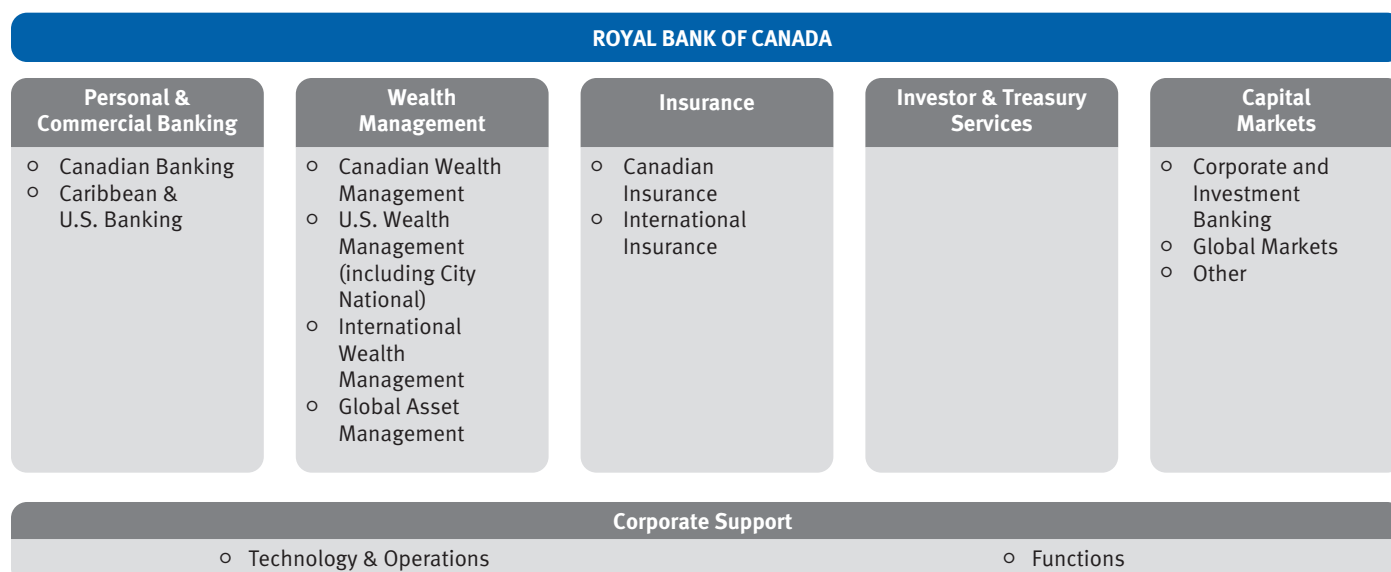 ROYAL BANK OF CANADA
Personal &
Commercial Banking
○ Canadian Banking
○ Caribbean &
U.S. Banking
Wealth
Management
○ Canadian Wealth
Management
○ U.S. Wealth
Management
(including City
National)
○ International
Wealth
Management
○ Global Asset
Management
Insurance
○ Canadian
Insurance
○ International
Insurance
Investor & Treasury
Services
Capital
Markets
○ Corporate and
Investment
Banking
○ Global Markets
○ Other
Corporate Support
○ Technology & Operations
○ Functions